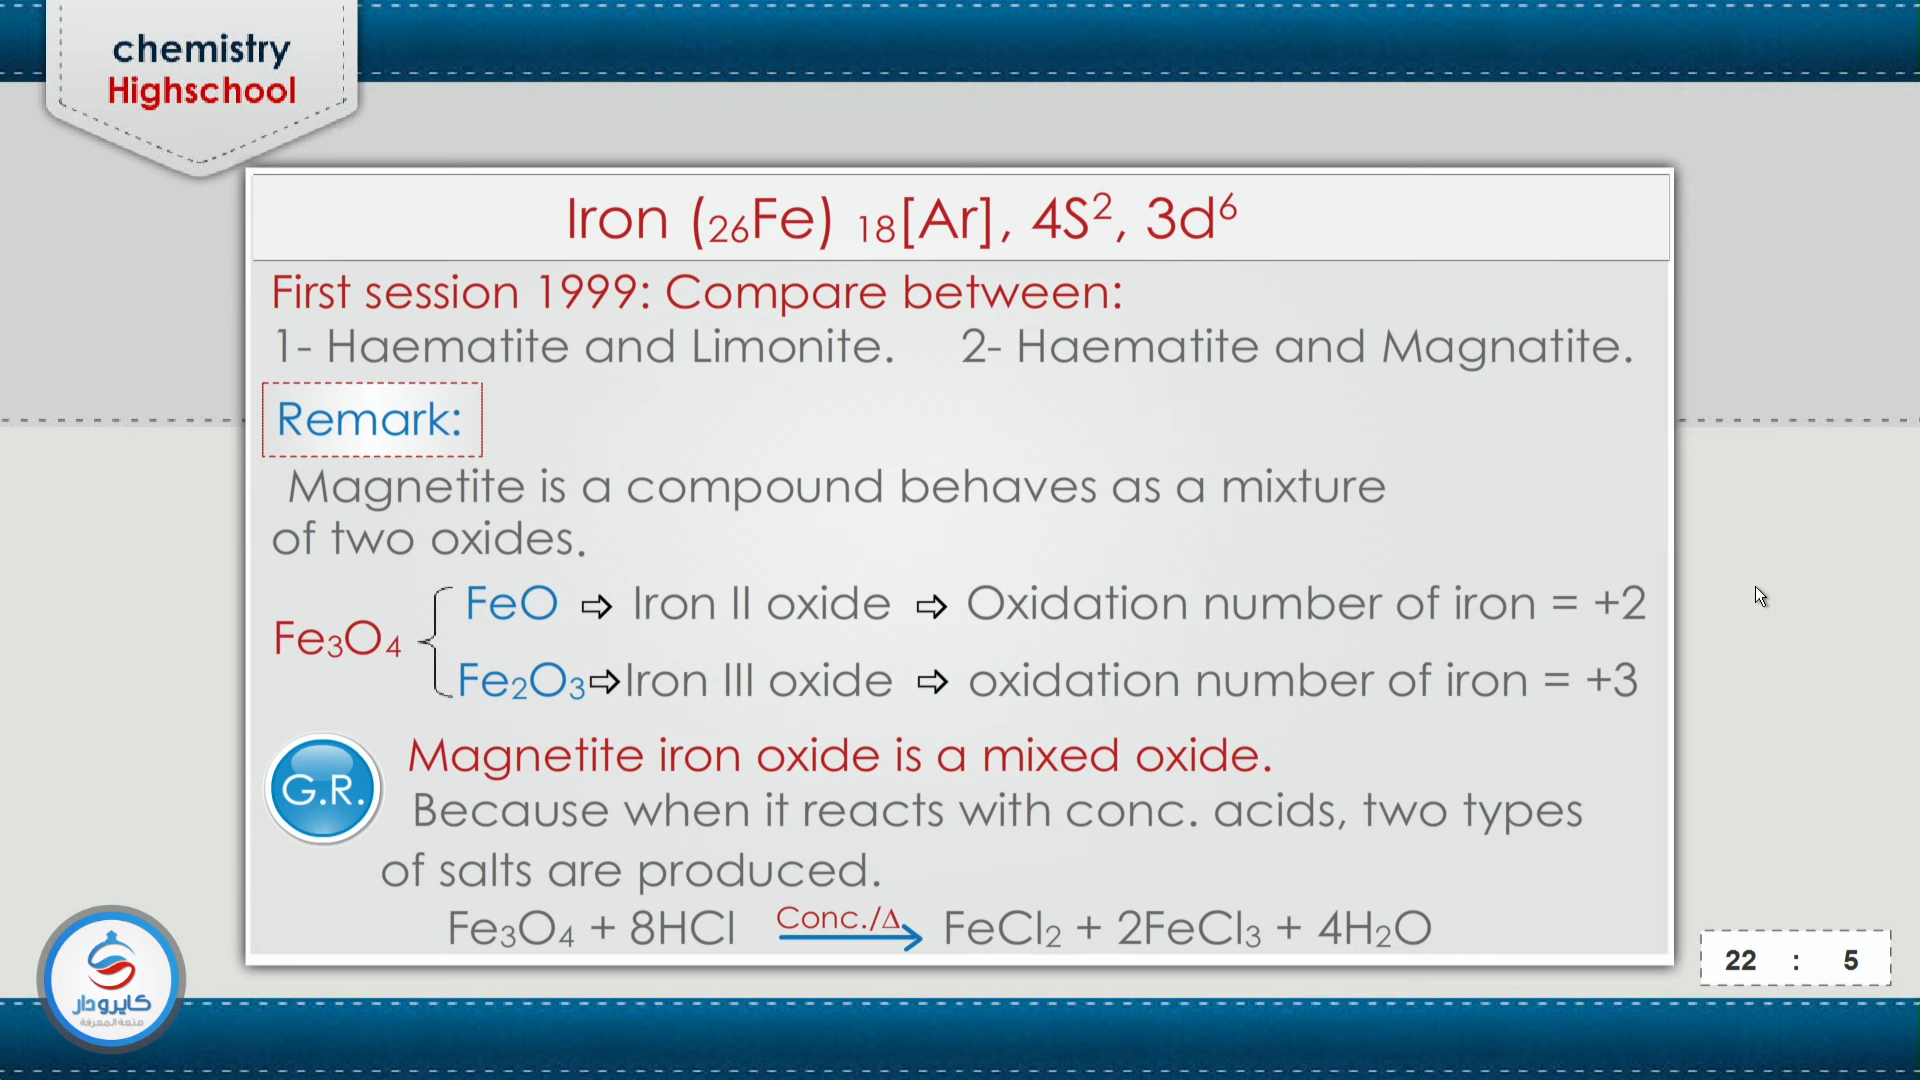 chemistry
Highschool
Iron (₂₆Fe) ₁₈[Ar], 4S², 3d⁶
First session 1999: Compare between:
1- Haematite and Limonite. 2- Haematite and Magnatite.
Remark:
Magnetite is a compound behaves as a mixture
of two oxides.
FeO ⇨ Iron II oxide ⇨ Oxidation number of iron = +2
Fe₃O₄
Fe₂O₃⇨Iron III oxide ⇨ oxidation number of iron = +3
G.R.
Magnetite iron oxide is a mixed oxide.
Because when it reacts with conc. acids, two types
of salts are produced.
Conc./Δ
Fe₃O₄ + 8HCl → FeCl₂ + 2FeCl₃ + 4H₂O
22 : 5
كايرودار
متعة المعرفة